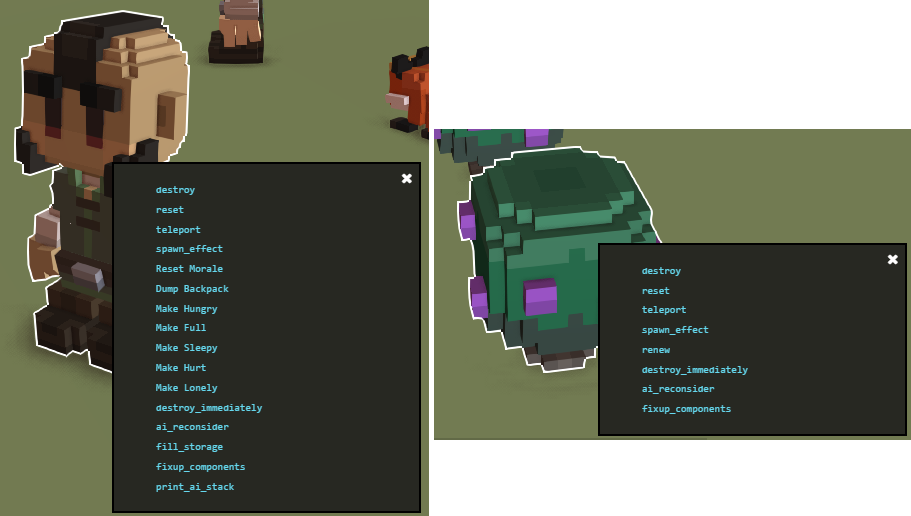 destroy
reset
teleport
spawn_effect
Reset Morale
Dump Backpack
Make Hungry
Make Full
Make Sleepy
Make Hurt
Make Lonely
destroy_immediately
ai_reconsider
fill_storage
fixup_components
print_ai_stack
destroy
reset
teleport
spawn_effect
renew
destroy_immediately
ai_reconsider
fixup_components